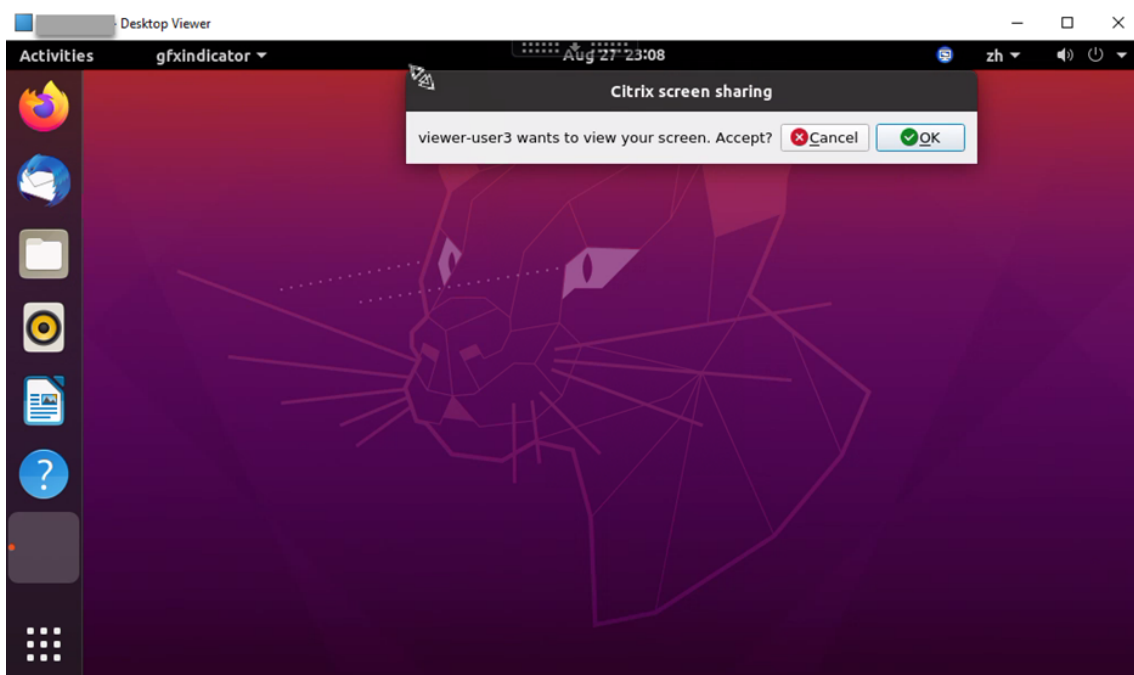 - Desktop Viewer
Activities gfxindicator Aug 27 23:08 zh
Citrix screen sharing
viewer-user3 wants to view your screen. Accept? Cancel OK
?